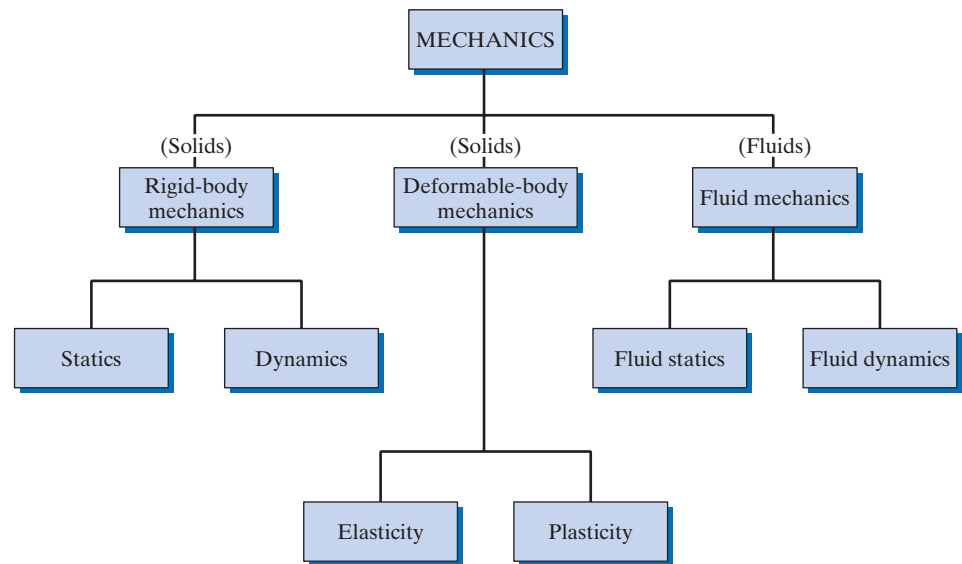 MECHANICS
(Solids)
(Solids)
(Fluids)
Rigid-body
mechanics
Deformable-body
mechanics
Fluid mechanics
Statics
Dynamics
Fluid statics
Fluid dynamics
Elasticity
Plasticity